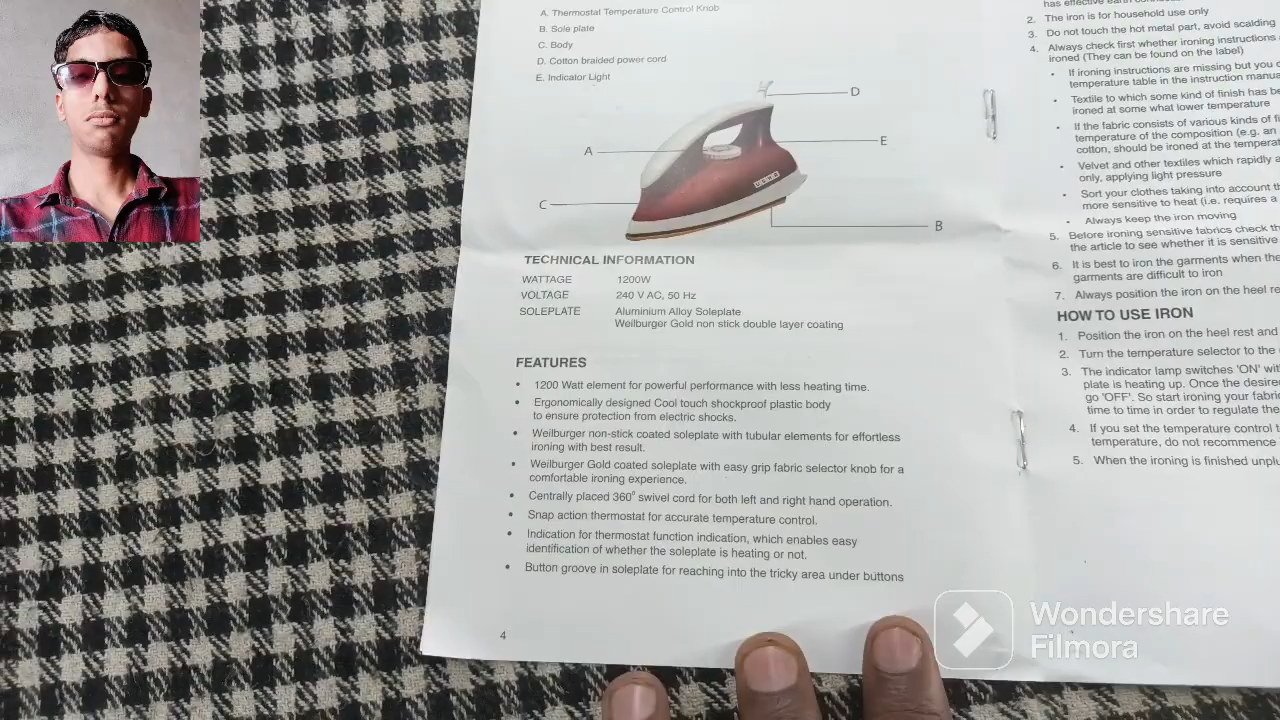 A. Thermostat Temperature Control Knob
B. Sole plate
C. Body
D. Cotton braided power cord
E. Indicator Light
D
E
A
C
B
TECHNICAL INFORMATION
WATTAGE 1200W
VOLTAGE 240 V AC, 50 Hz
SOLEPLATE Aluminium Alloy Soleplate
Weilburger Gold non stick double layer coating
FEATURES
• 1200 Watt element for powerful performance with less heating time.
• Ergonomically designed Cool touch shockproof plastic body
to ensure protection from electric shocks.
• Weilburger non-stick coated soleplate with tubular elements for effortless
ironing with best result.
• Weilburger Gold coated soleplate with easy grip fabric selector knob for a
comfortable ironing experience.
• Centrally placed 360° swivel cord for both left and right hand operation.
• Snap action thermostat for accurate temperature control.
• Indication for thermostat function indication, which enables easy
identification of whether the soleplate is heating or not.
• Button groove in soleplate for reaching into the tricky area under buttons
4
has effective earth
2. The iron is for household use only
3. Do not touch the hot metal part, avoid scalding
4. Always check first whether ironing instructions
ironed (They can be found on the label)
• If ironing instructions are missing but you
temperature table in the instruction
• Textile to which some kind of finish has
ironed at some what lower temperature
• If the fabric consists of various kinds of
temperature of the composition (e.g. an
cotton, should be ironed at the
• Velvet and other textiles which rapidly
only, applying light pressure
• Sort your clothes taking into account
more sensitive to heat (i.e. requires a
• Always keep the iron moving
5. Before ironing sensitive fabrics check
the article to see whether it is sensitive
6. It is best to iron the garments when the
garments are difficult to iron
7. Always position the iron on the heel
HOW TO USE IRON
1. Position the iron on the heel rest and
2. Turn the temperature selector to the
3. The indicator lamp switches 'ON'
plate is heating up. Once the
go 'OFF'. So start ironing your
time to time in order to regulate the
4. If you set the temperature control
temperature, do not recommence
5. When the ironing is finished
Wondershare
Filmora